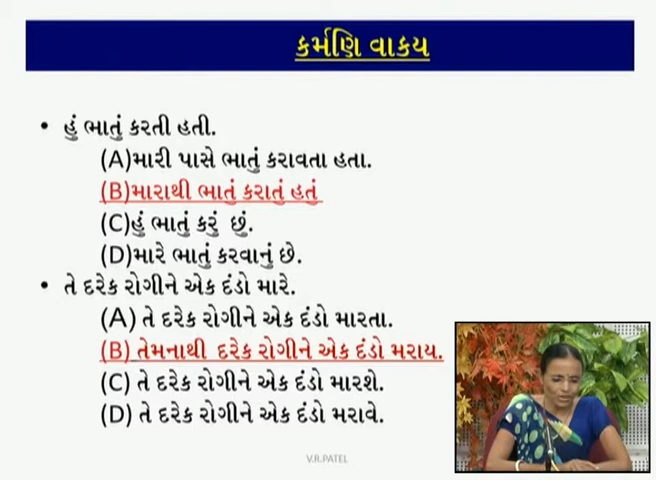 કર્મણિ વાક્ય
• હું ભાતું કરતી હતી.
(A)મારી પાસે ભાતું કરાવતા હતા.
(B)મારાથી ભાતું કરાતું હતું
(C)હું ભાતું કરું છું.
(D)મારે ભાતું કરવાનું છે.
• તે દરેક રોગીને એક દંડો મારે.
(A) તે દરેક રોગીને એક દંડો મારતા.
(B) તેમનાથી દરેક રોગીને એક દંડો મરાય.
(C) તે દરેક રોગીને એક દંડો મારશે.
(D) તે દરેક રોગીને એક દંડો મરાવે.
V.R.PATEL